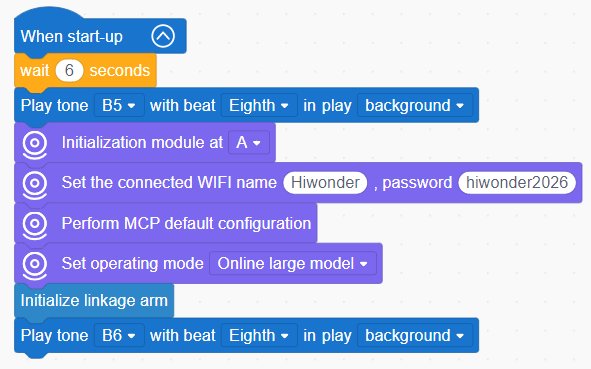 When start-up
wait 6 seconds
Play tone B5 with beat Eighth in play background
Initialization module at A
Set the connected WIFI name Hiwonder , password hiwonder2026
Perform MCP default configuration
Set operating mode Online large model
Initialize linkage arm
Play tone B6 with beat Eighth in play background